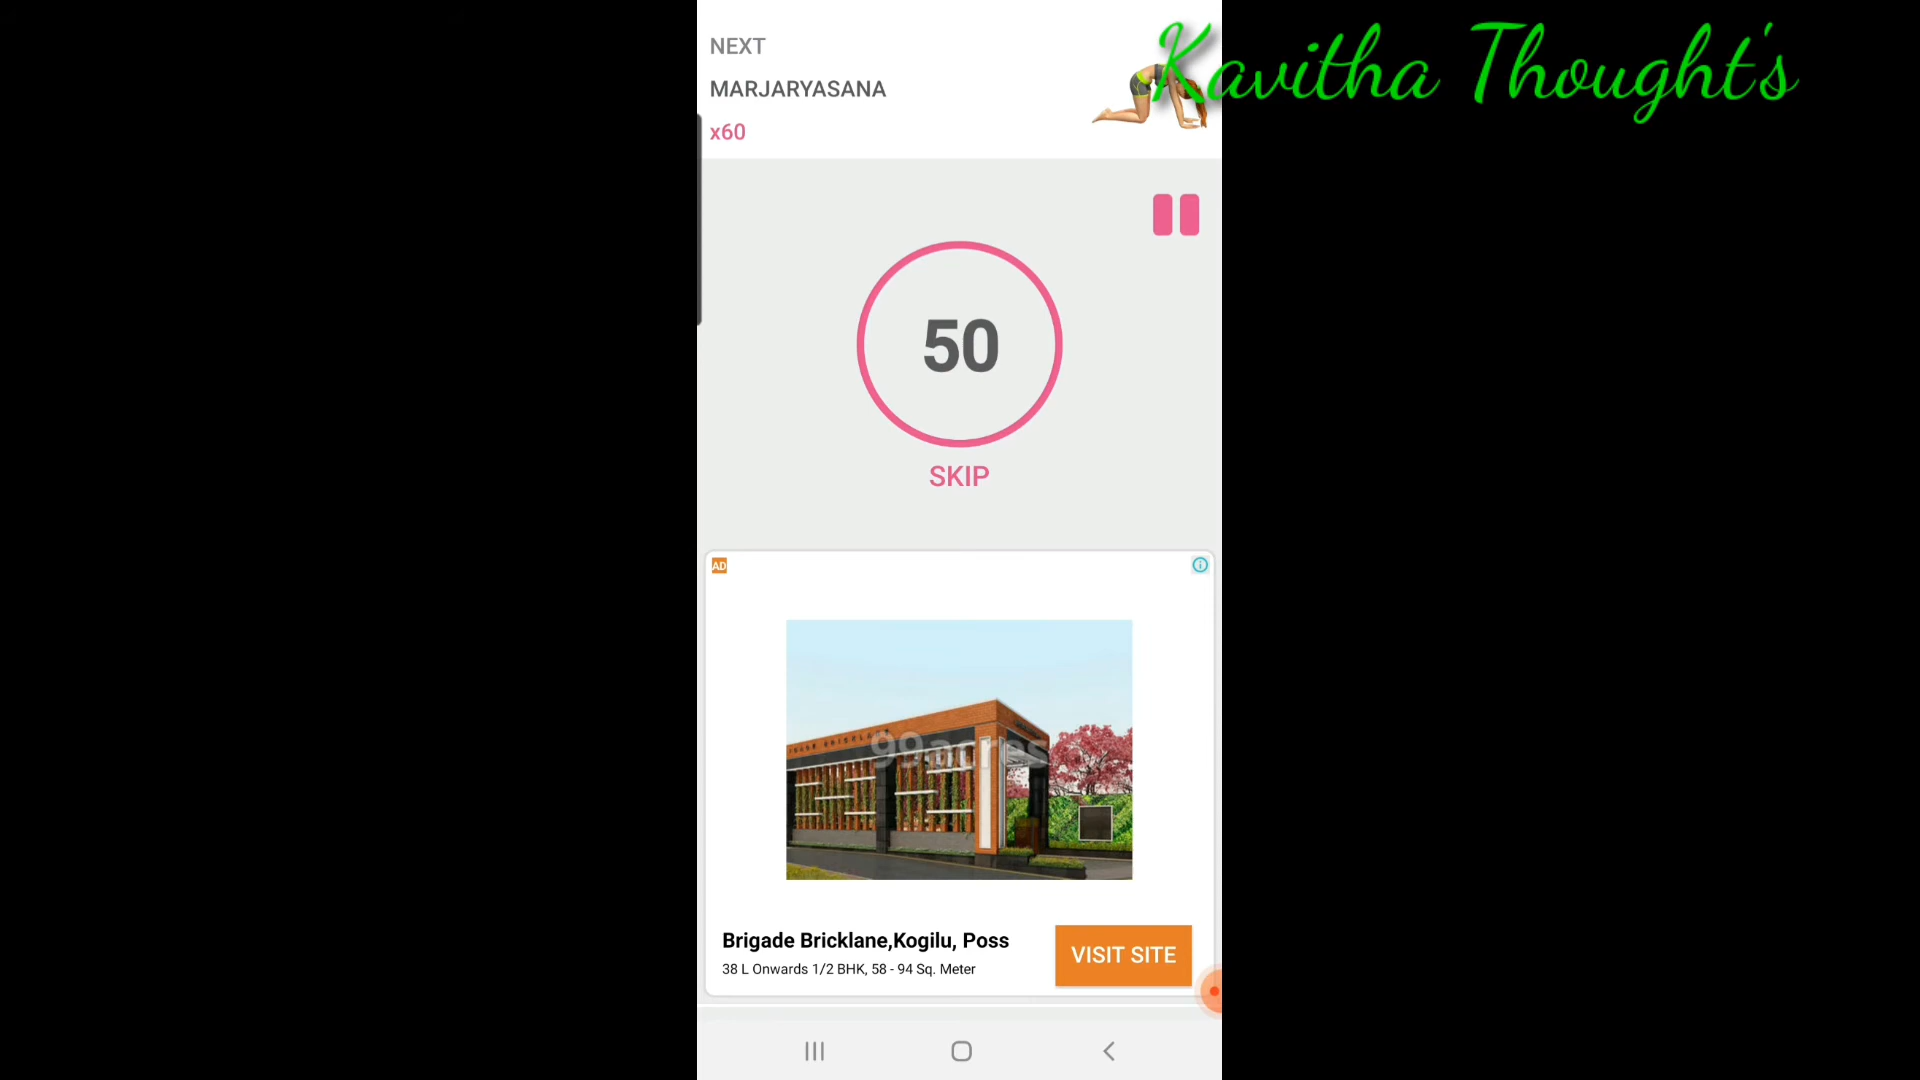 NEXT
Kavitha Thought's
MARJARYASANA
x60
50
SKIP
AD
99acres
Brigade Bricklane,Kogilu, Poss
38 L Onwards 1/2 BHK, 58 - 94 Sq. Meter
VISIT SITE